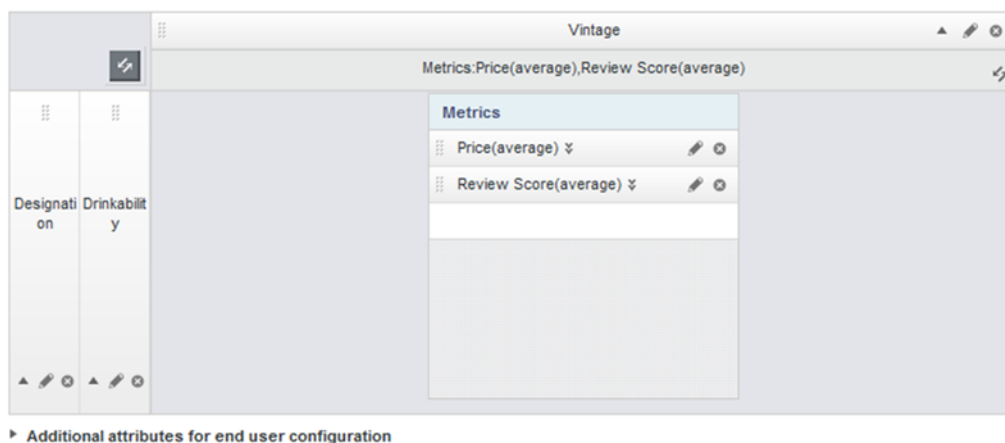 Vintage
Metrics:Price(average),Review Score(average)
Metrics
Price(average)
Review Score(average)
Designati
on
Drinkabilit
y
Additional attributes for end user configuration